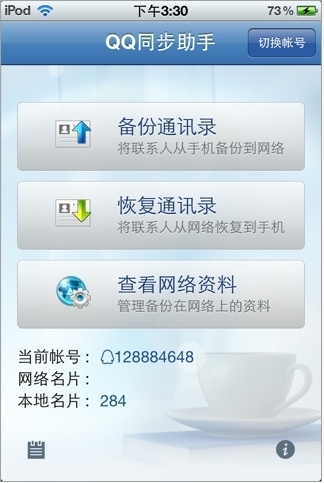 iPod 下午3:30 73%
QQ同步助手 切换帐号
备份通讯录
将联系人从手机备份到网络
恢复通讯录
将联系人从网络恢复到手机
查看网络资料
管理备份在网络上的资料
当前帐号： 128884648
网络名片：
本地名片： 284